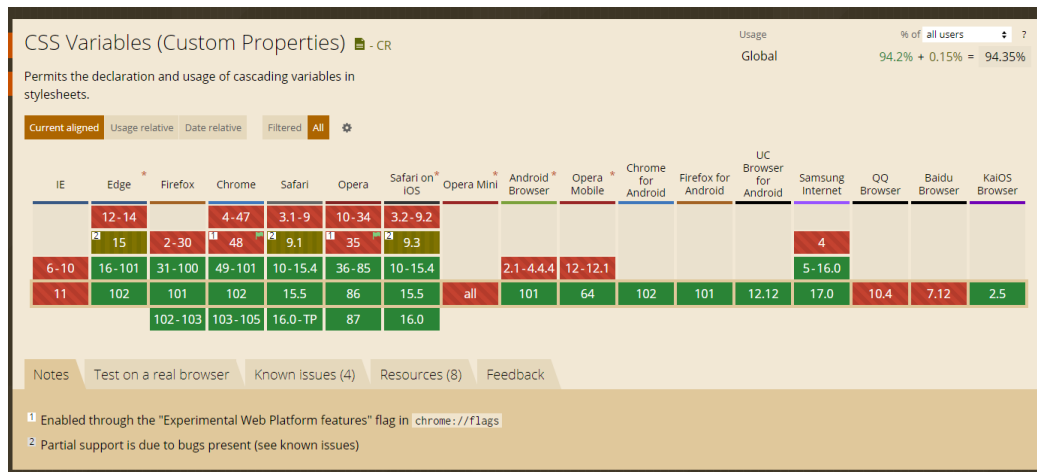 CSS Variables (Custom Properties) - CR
Usage % of all users ?
Global 94.2% + 0.15% = 94.35%
Permits the declaration and usage of cascading variables in
stylesheets.
Current aligned Usage relative Date relative Filtered All
IE Edge * Firefox Chrome Safari Opera Safari on iOS * Opera Mini * Android Browser * Opera Mobile * Chrome for Android Firefox for Android UC Browser for Android Samsung Internet QQ Browser Baidu Browser KaiOS Browser
12-14 4-47 3.1-9 10-34 3.2-9.2
2 15 2-30 1 48 2 9.1 1 35 2 9.3 4
6-10 16-101 31-100 49-101 10-15.4 36-85 10-15.4 2.1-4.4.4 12-12.1 5-16.0
11 102 101 102 15.5 86 15.5 all 101 64 102 101 12.12 17.0 10.4 7.12 2.5
102-103 103-105 16.0-TP 87 16.0
Notes Test on a real browser Known issues (4) Resources (8) Feedback
1 Enabled through the "Experimental Web Platform features" flag in chrome://flags
2 Partial support is due to bugs present (see known issues)